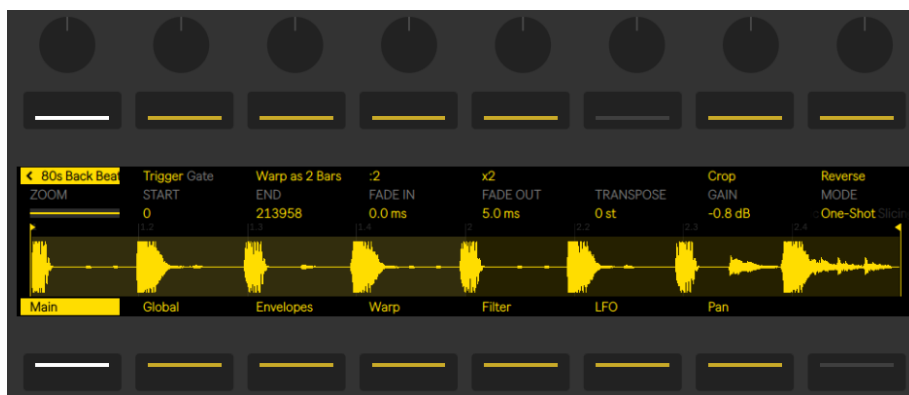 < 80s Back Beat Trigger Gate Warp as 2 Bars :2 x2 Crop Reverse
ZOOM START END FADE IN FADE OUT TRANSPOSE GAIN MODE
0 213958 0.0 ms 5.0 ms 0 st -0.8 dB One-Shot Slicin
1.2 1.3 1.4 2 2.2 2.3 2.4
Main Global Envelopes Warp Filter LFO Pan